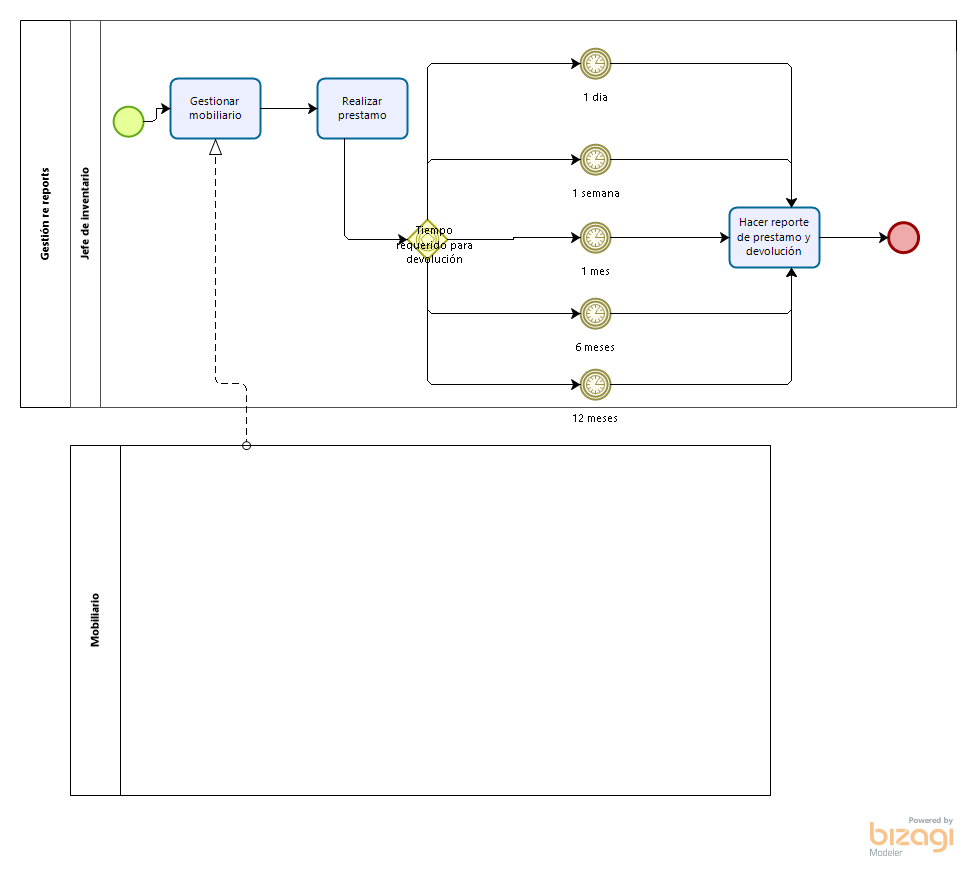 Gestión re reports
Jefe de inventario
Gestionar
mobiliario
Realizar
prestamo
Tiempo
requerido para
devolución
1 dia
1 semana
1 mes
6 meses
12 meses
Hacer reporte
de prestamo y
devolución
Mobiliario
Powered by
bizagi
Modeler